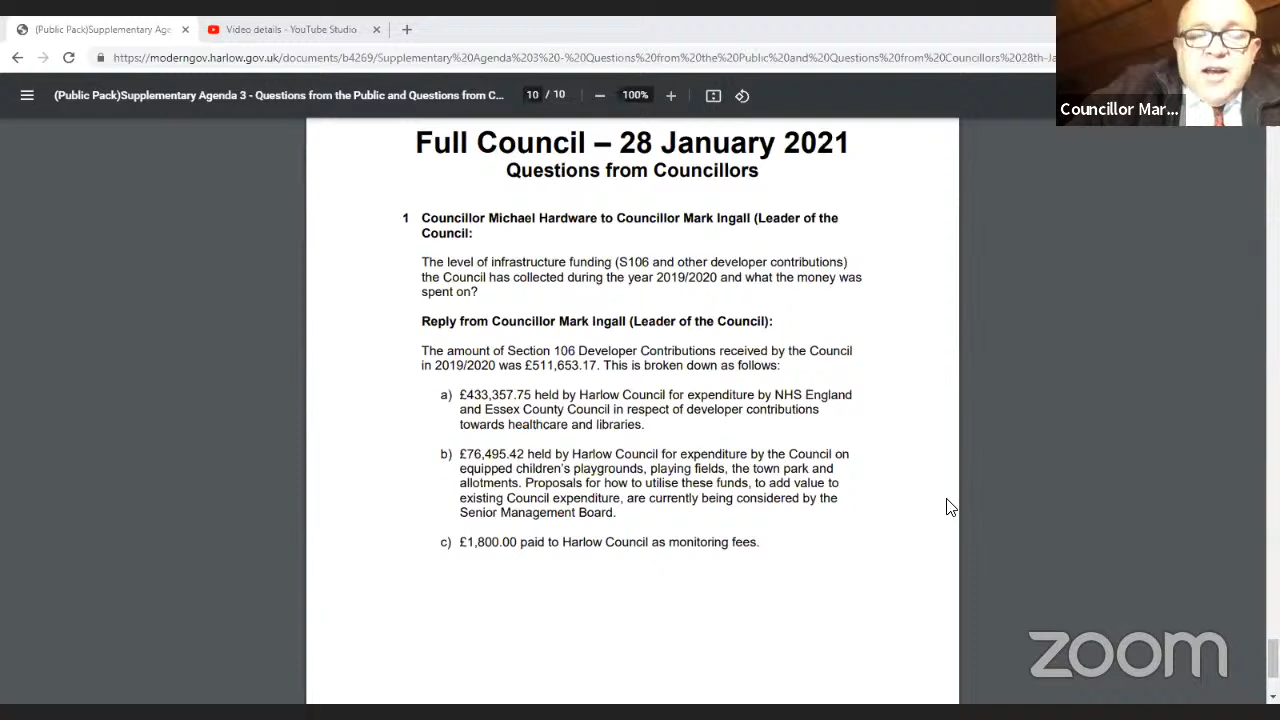 (Public Pack)Supplementary Age
Video details - YouTube Studio
https://moderngov.harlow.gov.uk/documents/b4269/Supplementary%20Agenda%203%20-%20Questions%20from%20the%20Public%20and%20Questions%20from%20Councillors%2028th-Ja
(Public Pack)Supplementary Agenda 3 - Questions from the Public and Questions from C...
10 / 10
100%
Councillor Mar...
Full Council – 28 January 2021
Questions from Councillors
1 Councillor Michael Hardware to Councillor Mark Ingall (Leader of the
Council:
The level of infrastructure funding (S106 and other developer contributions)
the Council has collected during the year 2019/2020 and what the money was
spent on?
Reply from Councillor Mark Ingall (Leader of the Council):
The amount of Section 106 Developer Contributions received by the Council
in 2019/2020 was £511,653.17. This is broken down as follows:
a) £433,357.75 held by Harlow Council for expenditure by NHS England
and Essex County Council in respect of developer contributions
towards healthcare and libraries.
b) £76,495.42 held by Harlow Council for expenditure by the Council on
equipped children's playgrounds, playing fields, the town park and
allotments. Proposals for how to utilise these funds, to add value to
existing Council expenditure, are currently being considered by the
Senior Management Board.
c) £1,800.00 paid to Harlow Council as monitoring fees.
zoom